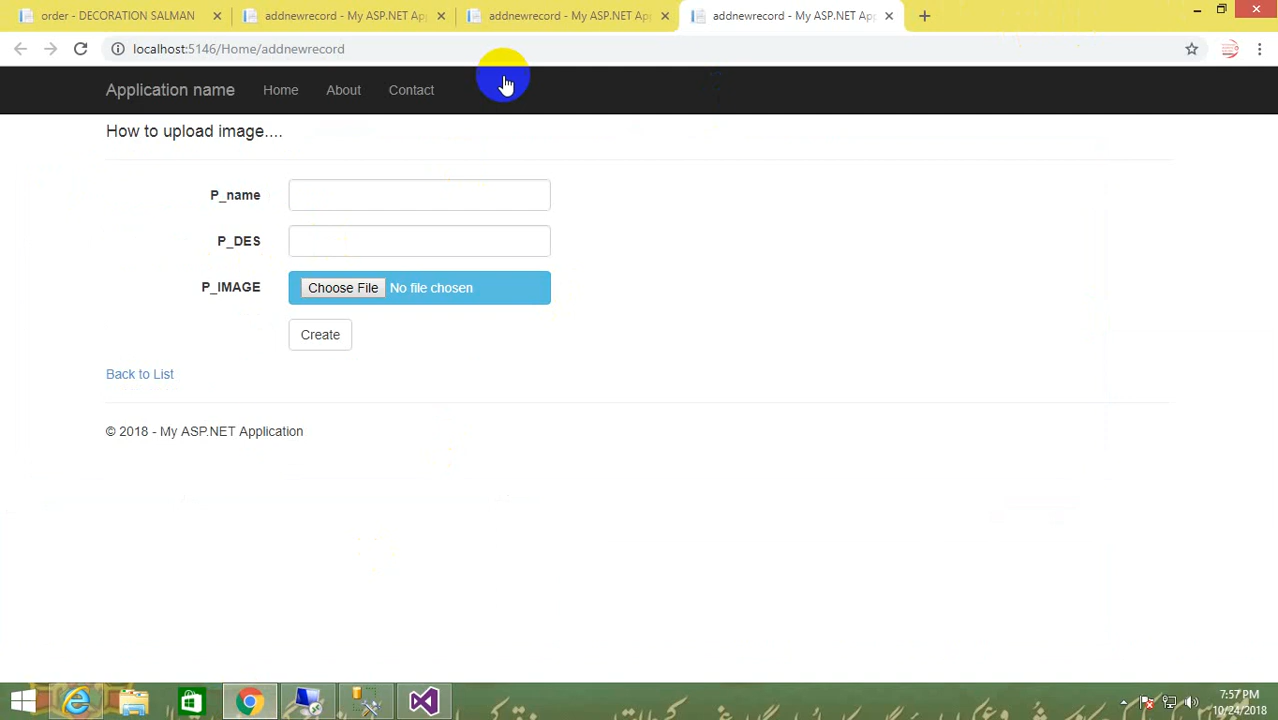 order - DECORATION SALMAN
addnewrecord - My ASP.NET Ap
addnewrecord - My ASP.NET Ap
addnewrecord - My ASP.NET App
localhost:5146/Home/addnewrecord
Application name Home About Contact
How to upload image....
P_name
P_DES
P_IMAGE Choose File No file chosen
Create
Back to List
© 2018 - My ASP.NET Application
7:57 PM
10/24/2018